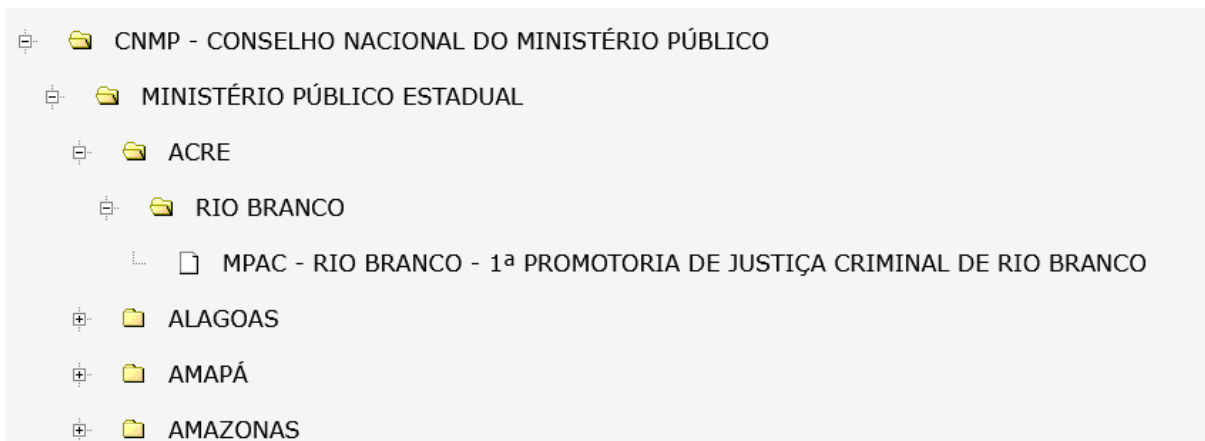 CNMP - CONSELHO NACIONAL DO MINISTÉRIO PÚBLICO
MINISTÉRIO PÚBLICO ESTADUAL
ACRE
RIO BRANCO
MPAC - RIO BRANCO - 1ª PROMOTORIA DE JUSTIÇA CRIMINAL DE RIO BRANCO
ALAGOAS
AMAPÁ
AMAZONAS